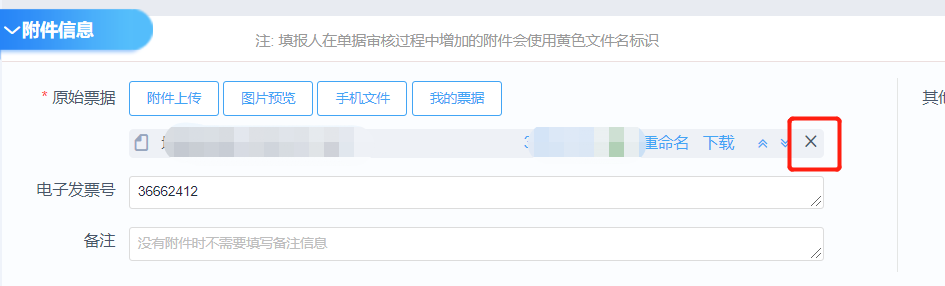 附件信息
注: 填报人在单据审核过程中增加的附件会使用黄色文件名标识
* 原始票据 附件上传 图片预览 手机文件 我的票据
重命名 下载
电子发票号 36662412
备注 没有附件时不需要填写备注信息